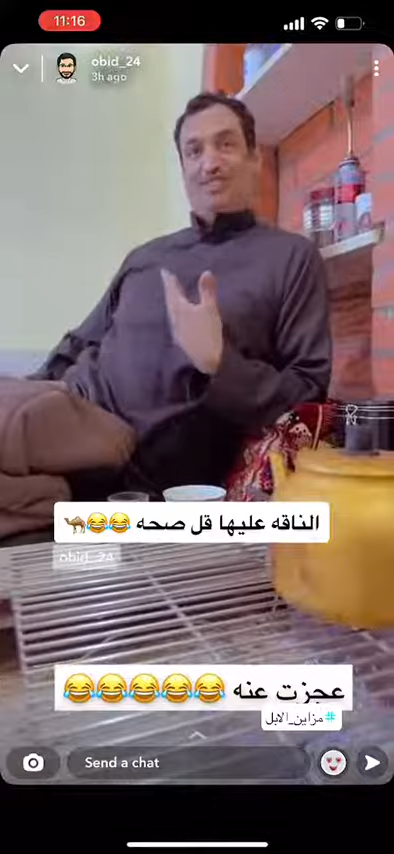 11:16
obid_24
3h ago
الناقه عليها قل صحه 😂😂🐪
obid_24
عجزت عنه 😂😂😂😂😂
#مزاين_الابل
Send a chat